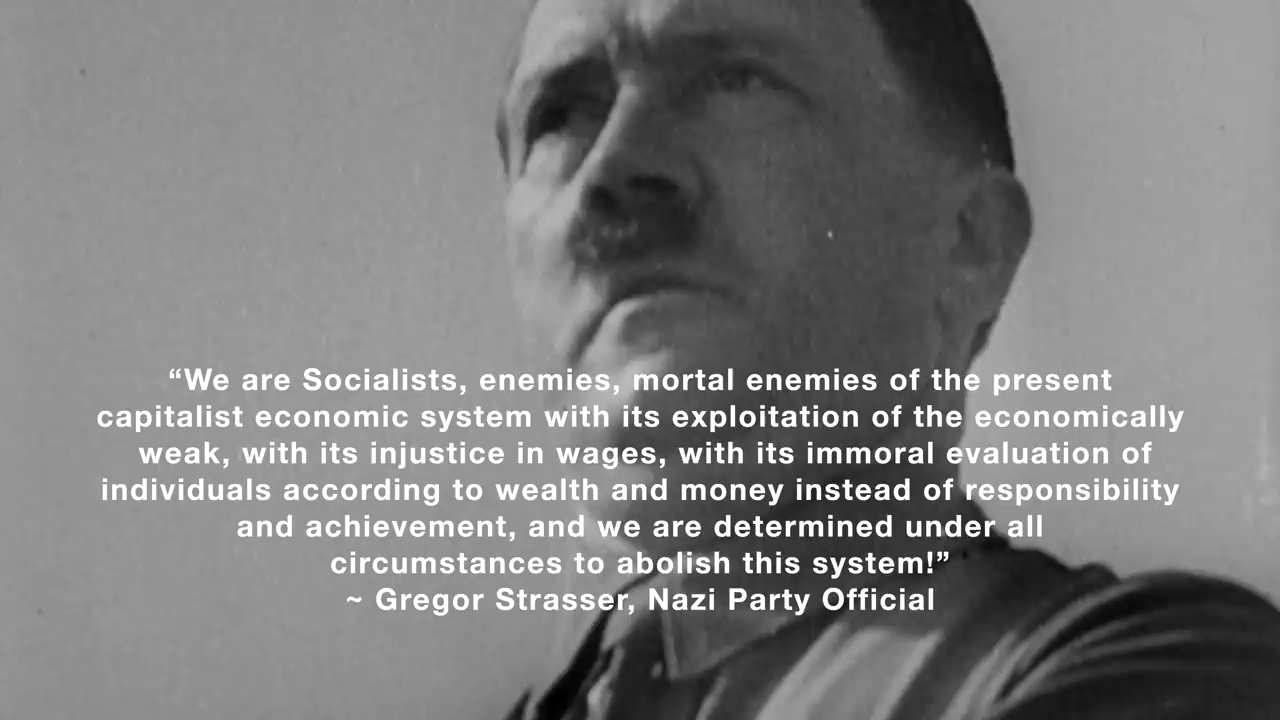 “We are Socialists, enemies, mortal enemies of the present
capitalist economic system with its exploitation of the economically
weak, with its injustice in wages, with its immoral evaluation of
individuals according to wealth and money instead of responsibility
and achievement, and we are determined under all
circumstances to abolish this system!”
~ Gregor Strasser, Nazi Party Official